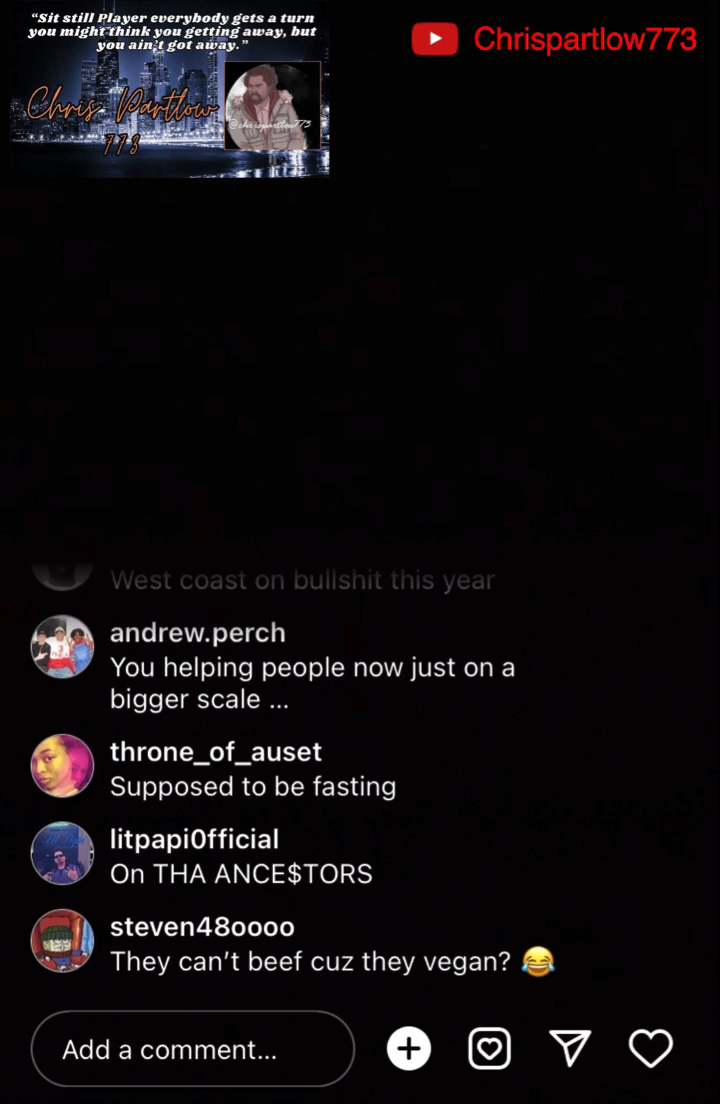 “Sit still Player everybody gets a turn
you might think you getting away, but
you ain't got away.”
Chrispartlow773
Chris Partlow
773
@chrispartlow773
West coast on bullshit this year
andrew.perch
You helping people now just on a
bigger scale ...
throne_of_auset
Supposed to be fasting
litpapi0fficial
On THA ANCE$TORS
steven48oooo
They can’t beef cuz they vegan? 😂
Add a comment...